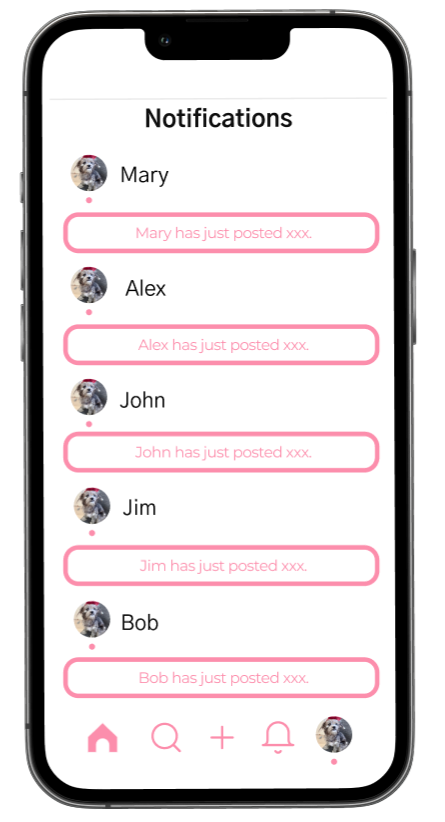 Notifications
Mary
Mary has just posted xxx.
Alex
Alex has just posted xxx.
John
John has just posted xxx.
Jim
Jim has just posted xxx.
Bob
Bob has just posted xxx.